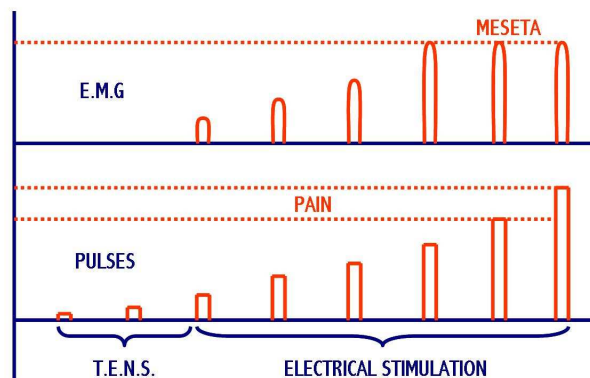 MESETA
E.M.G
PAIN
PULSES
T.E.N.S.
ELECTRICAL STIMULATION